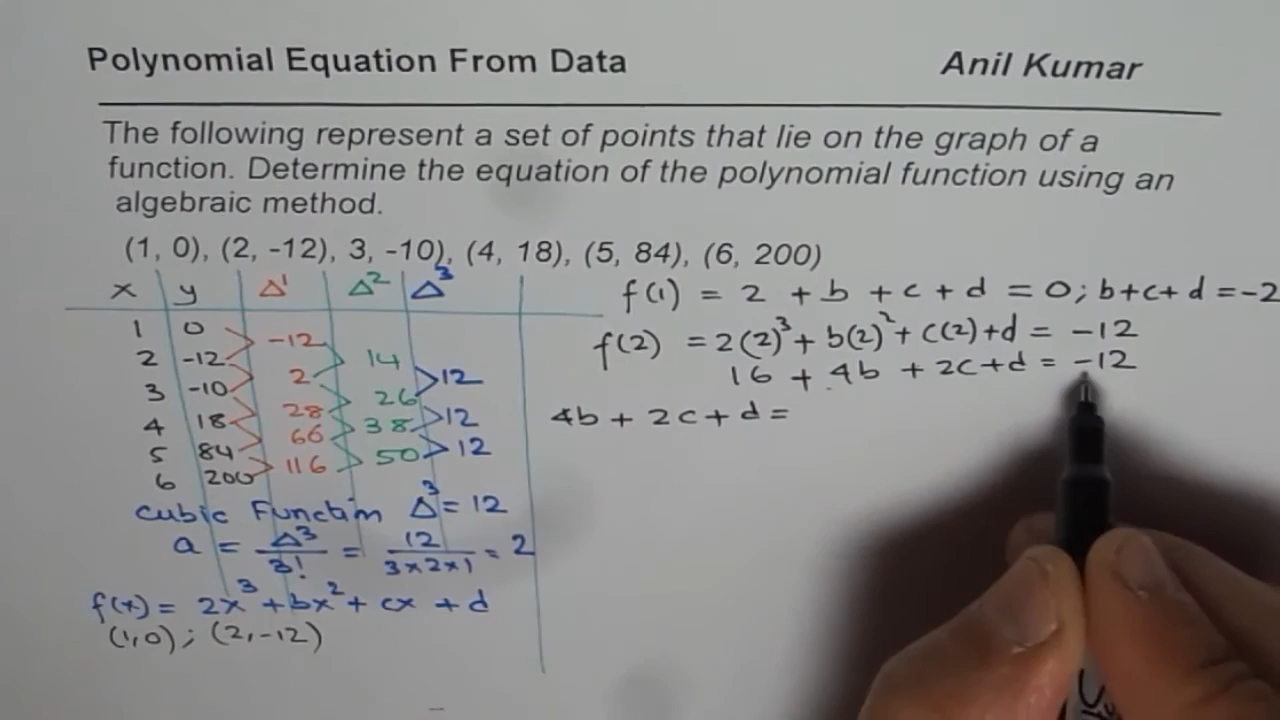 Polynomial Equation From Data Anil Kumar
The following represent a set of points that lie on the graph of a
function. Determine the equation of the polynomial function using an
algebraic method.
(1, 0), (2, -12), 3, -10), (4, 18), (5, 84), (6, 200)
x y Δ¹ Δ² Δ³
1 0
2 -12
3 -10
4 18
5 84
6 200
-12
2
28
66
116
14
26
38
50
12
12
12
Cubic Function Δ³ = 12
a = Δ³/3! = 12/(3×2×1) = 2
f(x) = 2x³ + bx² + cx + d
(1,0) ; (2,-12)
f(1) = 2 + b + c + d = 0 ; b+c+d = -2
f(2) = 2(2)³ + b(2)² + c(2) + d = -12
16 + 4b + 2c + d = -12
4b + 2c + d =